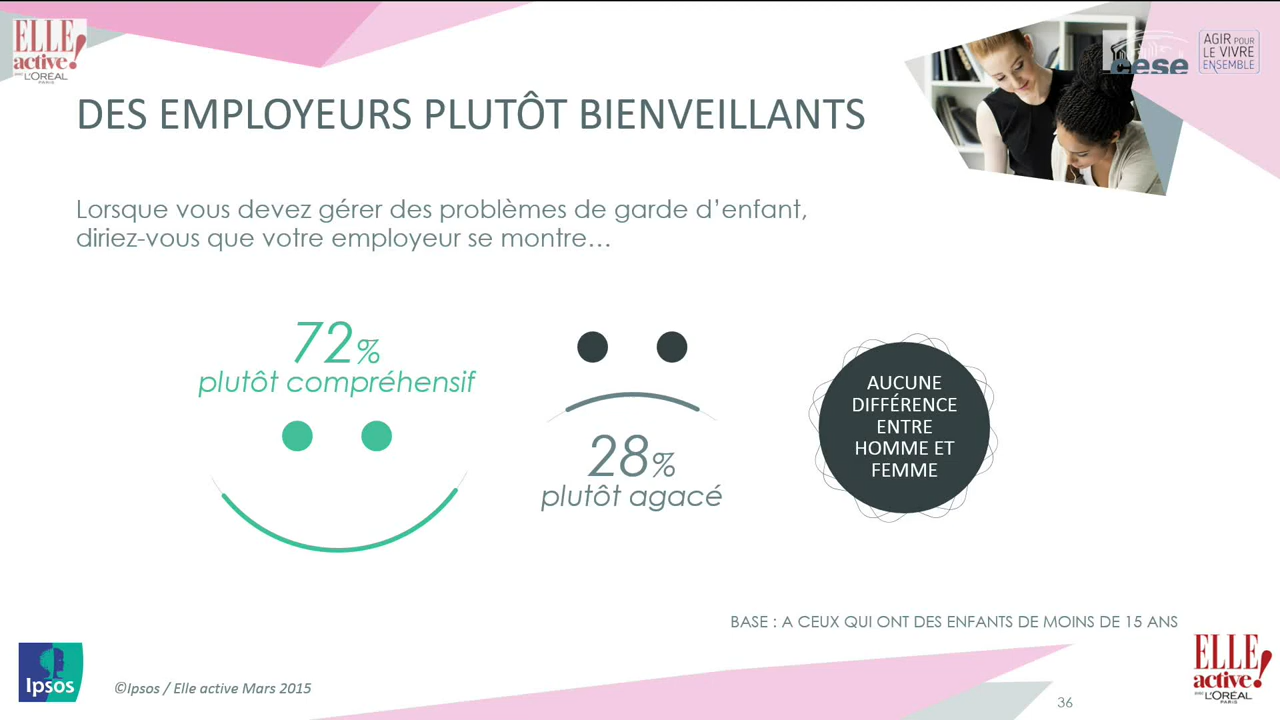 ELLE
active!
avec L'ORÉAL
PARIS
cese
AGIR POUR
LE VIVRE
ENSEMBLE
DES EMPLOYEURS PLUTÔT BIENVEILLANTS
Lorsque vous devez gérer des problèmes de garde d’enfant,
diriez-vous que votre employeur se montre…
72%
plutôt compréhensif
28%
plutôt agacé
AUCUNE
DIFFÉRENCE
ENTRE
HOMME ET
FEMME
BASE : A CEUX QUI ONT DES ENFANTS DE MOINS DE 15 ANS
Ipsos
©Ipsos / Elle active Mars 2015
36
ELLE
active!
avec L'ORÉAL
PARIS